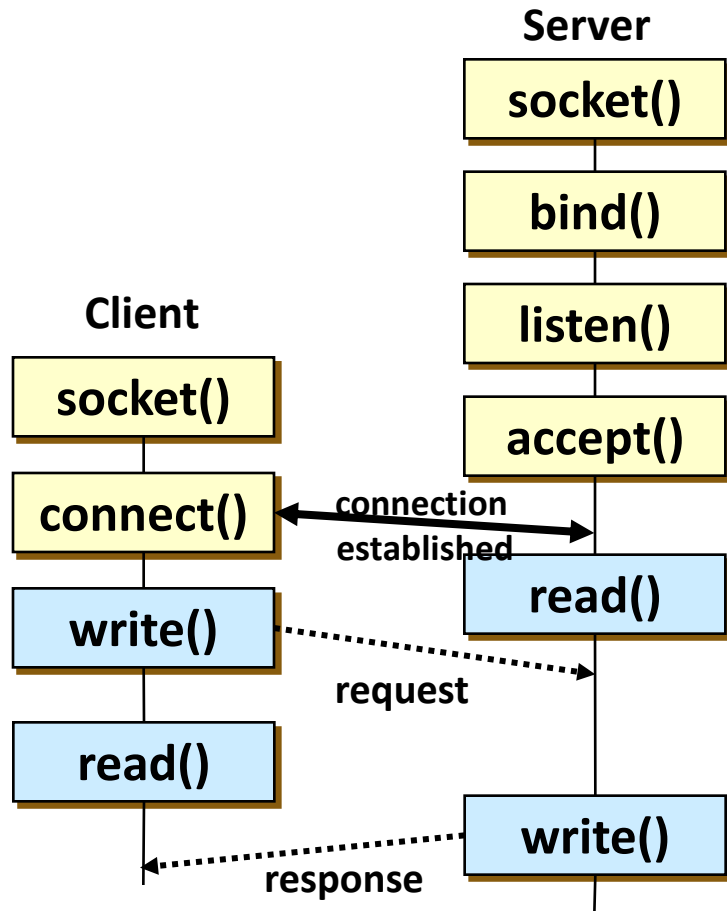 Server
socket()
bind()
listen()
accept()
Client
socket()
connect()
connection
established
read()
write()
request
read()
write()
response